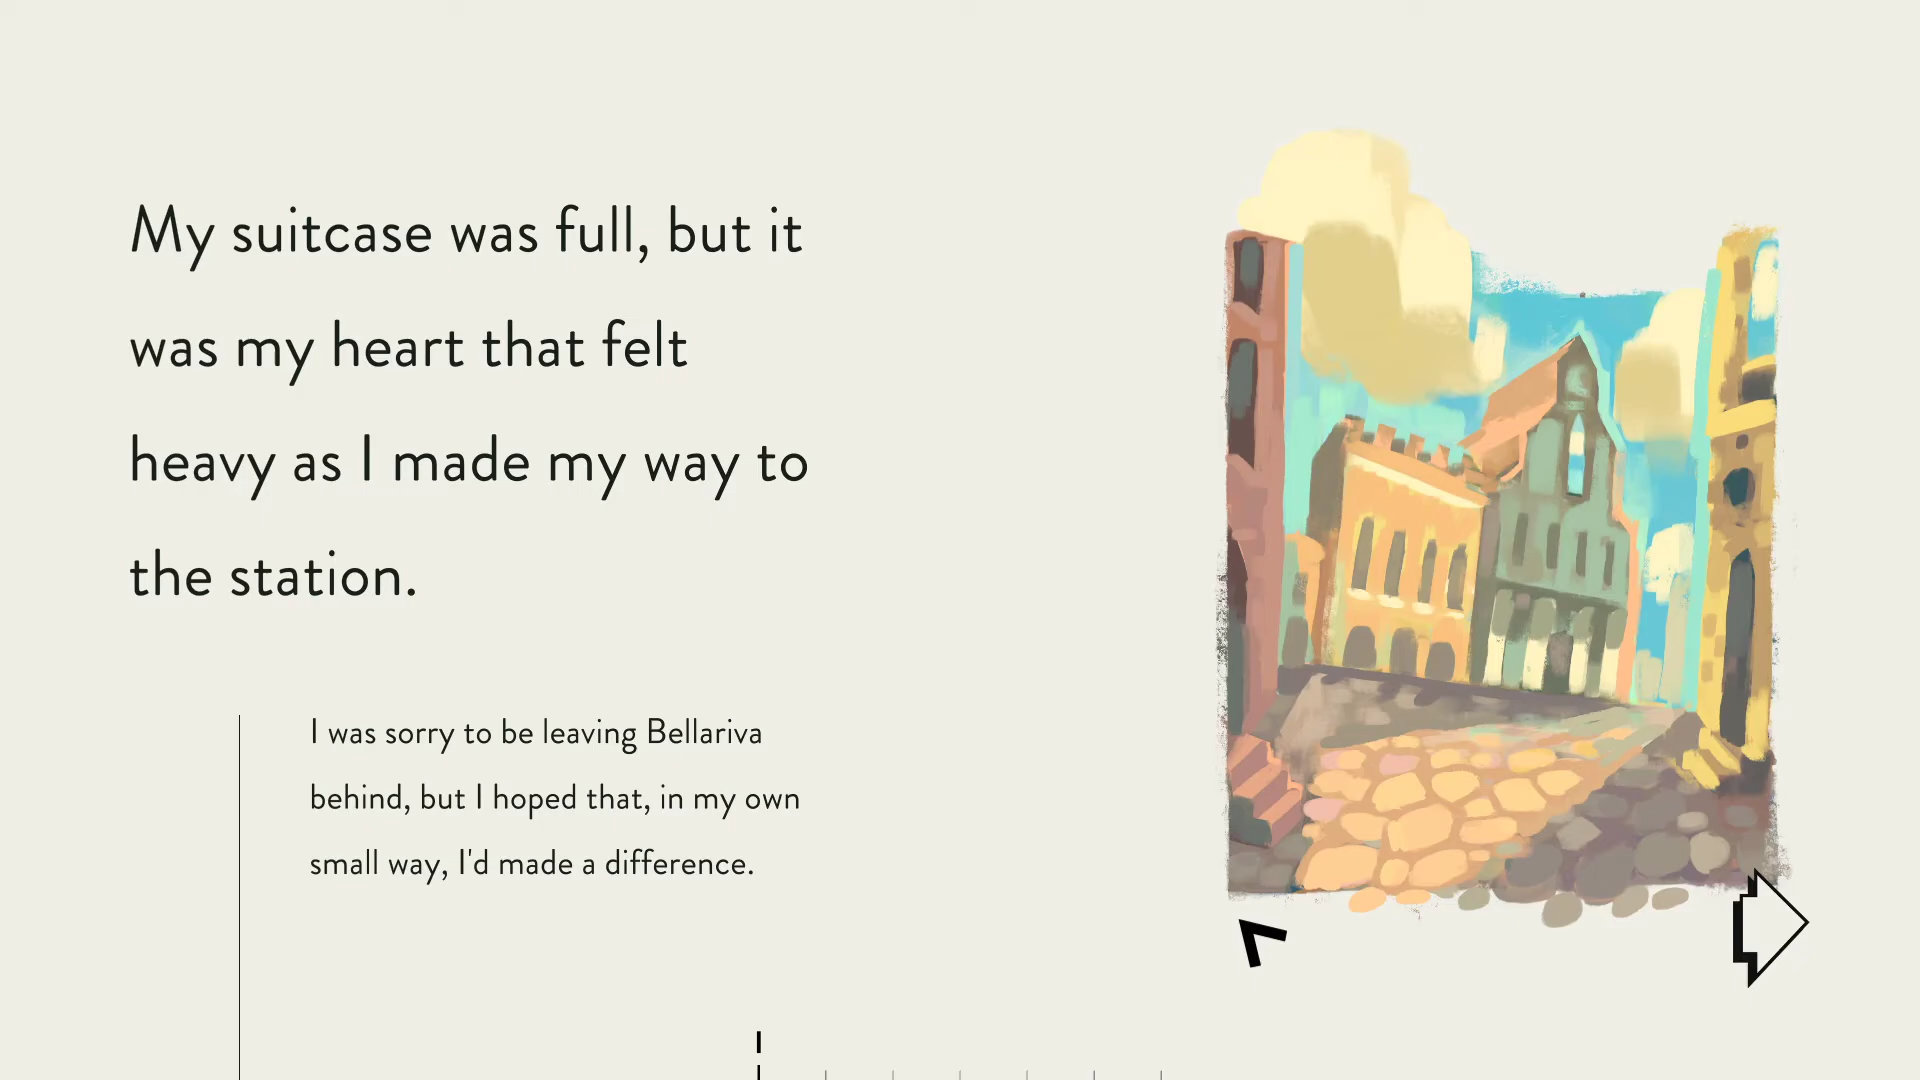 My suitcase was full, but it
was my heart that felt
heavy as I made my way to
the station.
I was sorry to be leaving Bellariva
behind, but I hoped that, in my own
small way, I'd made a difference.